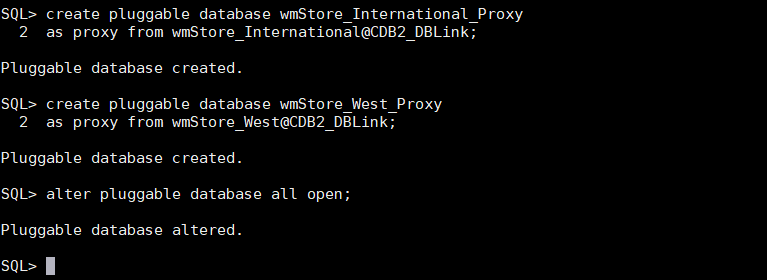 SQL> create pluggable database wmStore_International_Proxy
  2  as proxy from wmStore_International@CDB2_DBLink;
Pluggable database created.
SQL> create pluggable database wmStore_West_Proxy
  2  as proxy from wmStore_West@CDB2_DBLink;
Pluggable database created.
SQL> alter pluggable database all open;
Pluggable database altered.
SQL>